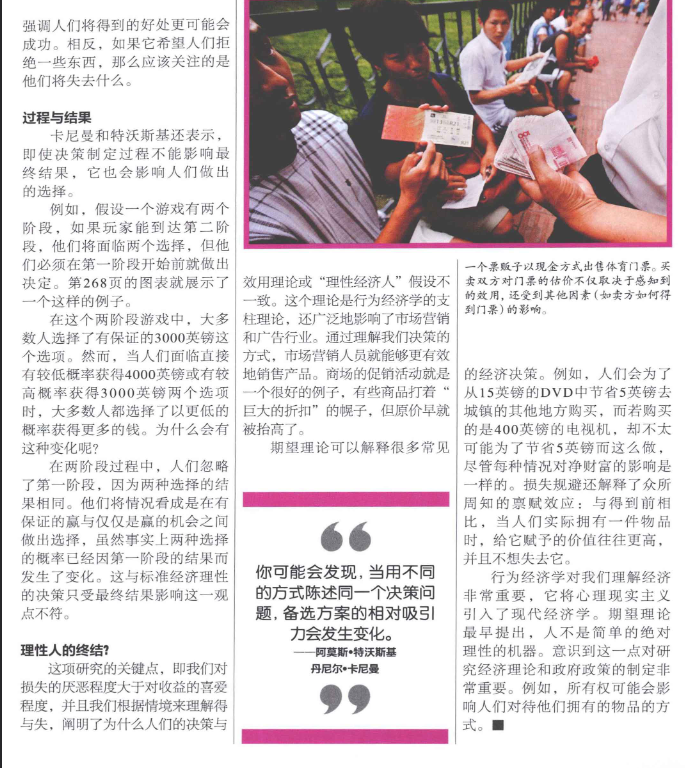 强调人们将得到的好处更可能会
成功。相反，如果它希望人们拒
绝一些东西，那么应该关注的是
他们将失去什么。
过程与结果
卡尼曼和特沃斯基还表示，
即使决策制定过程不能影响最
终结果，它也会影响人们做出
的选择。
例如，假设一个游戏有两个
阶段，如果玩家能到达第二阶
段，他们将面临两个选择，但他
们必须在第一阶段开始前就做出
决定。第268页的图表就展示了
一个这样的例子。
在这个两阶段游戏中，大多
数人选择了有保证的3000英镑这
个选项。然而，当人们面临直接
有较低概率获得4000英镑或有较
高概率获得3000英镑两个选项
时，大多数人都选择了以更低的
概率获得更多的钱。为什么会有
这种变化呢？
在两阶段过程中，人们忽略
了第一阶段，因为两种选择的结
果相同。他们将情况看成是在有
保证的赢与仅仅是赢的机会之间
做出选择，虽然事实上两种选择
的概率已经因第一阶段的结果而
发生了变化。这与标准经济理性
的决策只受最终结果影响这一观
点不符。
理性人的终结?
这项研究的关键点，即我们对
损失的厌恶程度大于对收益的喜爱
程度，并且我们根据情境来理解得
与失，阐明了为什么人们的决策与
效用理论或“理性经济人”假设不
一致。这个理论是行为经济学的支
柱理论，还广泛地影响了市场营销
和广告行业。通过理解我们决策的
方式，市场营销人员就能够更有效
地销售产品。商场的促销活动就是
一个很好的例子，有些商品打着“
巨大的折扣”的幌子，但原价早就
被抬高了。
期望理论可以解释很多常见
你可能会发现，当用不同
的方式陈述同一个决策问
题，备选方案的相对吸引
力会发生变化。
——阿莫斯•特沃斯基
丹尼尔•卡尼曼
一个票贩子以现金方式出售体育门票。买
卖双方对门票的估价不仅取决于感知到
的效用，还受到其他因素（如卖方如何得
到门票）的影响。
的经济决策。例如，人们会为了
从15英镑的DVD中节省5英镑去
城镇的其他地方购买，而若购买
的是400英镑的电视机，却不太
可能为了节省5英镑而这么做，
尽管每种情况对净财富的影响是
一样的。损失规避还解释了众所
周知的禀赋效应：与得到前相
比，当人们实际拥有一件物品
时，给它赋予的价值往往更高，
并且不想失去它。
行为经济学对我们理解经济
非常重要，它将心理现实主义
引入了现代经济学。期望理论
最早提出，人不是简单的绝对
理性的机器。意识到这一点对研
究经济理论和政府政策的制定非
常重要。例如，所有权可能会影
响人们对待他们拥有的物品的方
式。■